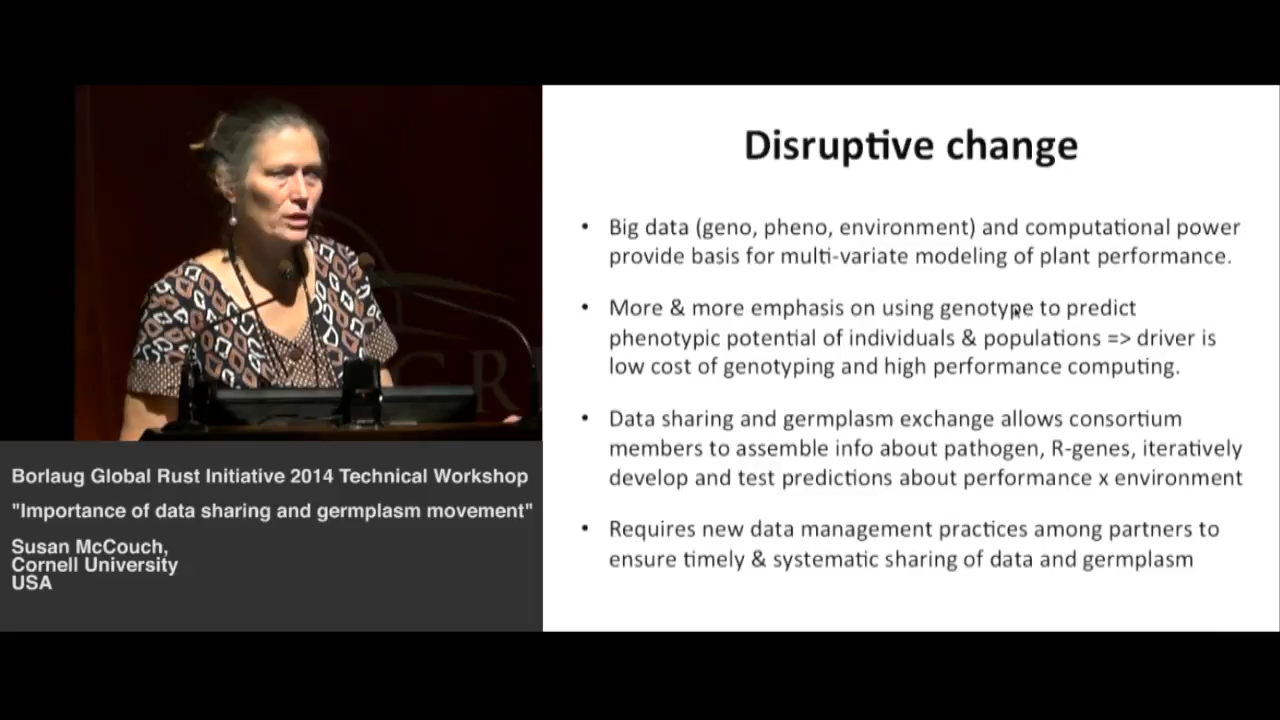 Disruptive change
• Big data (geno, pheno, environment) and computational power
provide basis for multi-variate modeling of plant performance.
• More & more emphasis on using genotype to predict
phenotypic potential of individuals & populations => driver is
low cost of genotyping and high performance computing.
• Data sharing and germplasm exchange allows consortium
members to assemble info about pathogen, R-genes, iteratively
develop and test predictions about performance x environment
• Requires new data management practices among partners to
ensure timely & systematic sharing of data and germplasm
Borlaug Global Rust Initiative 2014 Technical Workshop
"Importance of data sharing and germplasm movement"
Susan McCouch,
Cornell University
USA